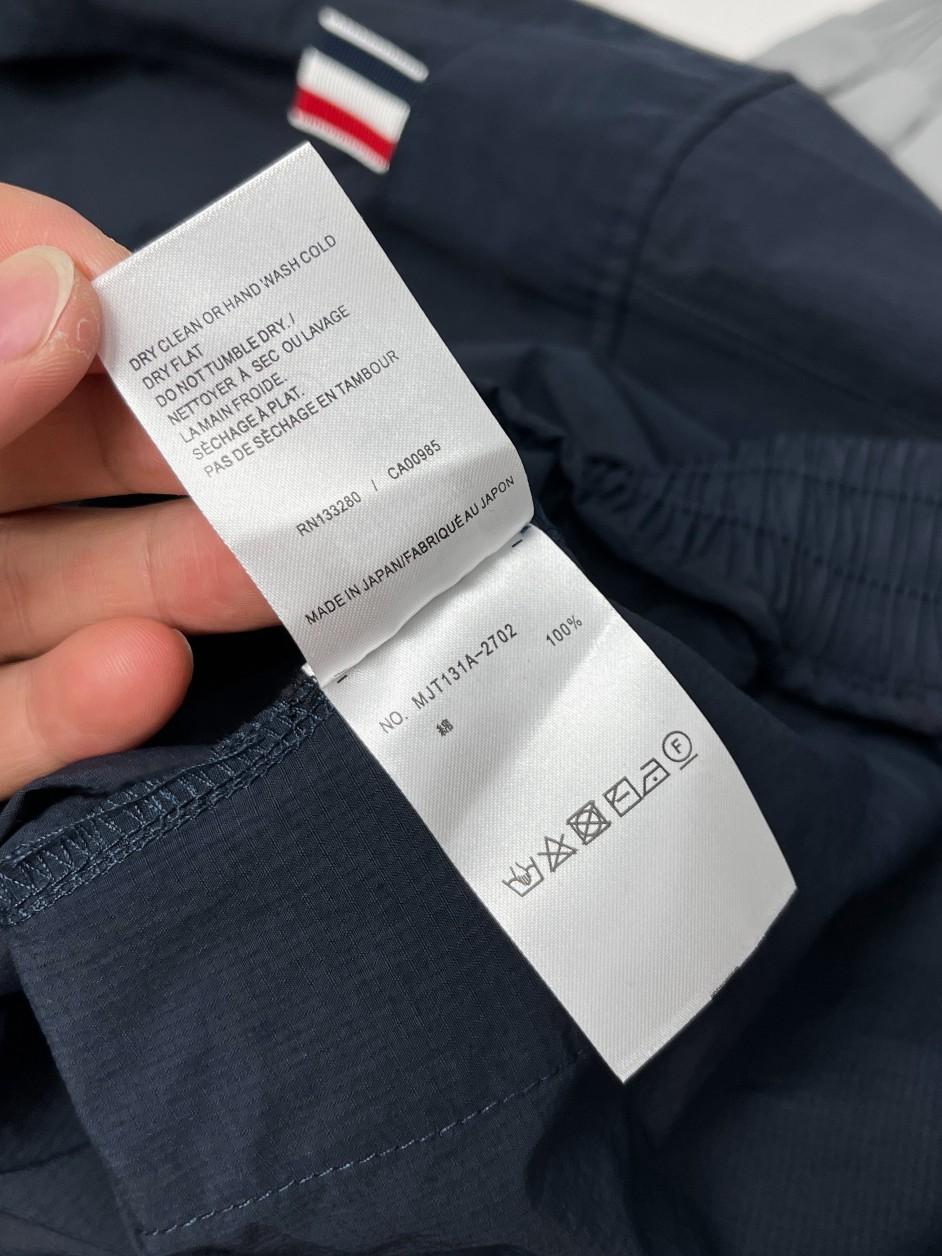 DRY CLEAN OR HAND WASH COLD
DRY FLAT
DO NOT TUMBLE DRY./
NETTOYER À SEC OU LAVAGE
LA MAIN FROIDE.
SÈCHAGE À PLAT.
PAS DE SÈCHAGE EN TAMBOUR
RN133280 / CA00985
MADE IN JAPAN/FABRIQUÉ AU JAPON
NO. MJT131A-2702
綿 100%
F